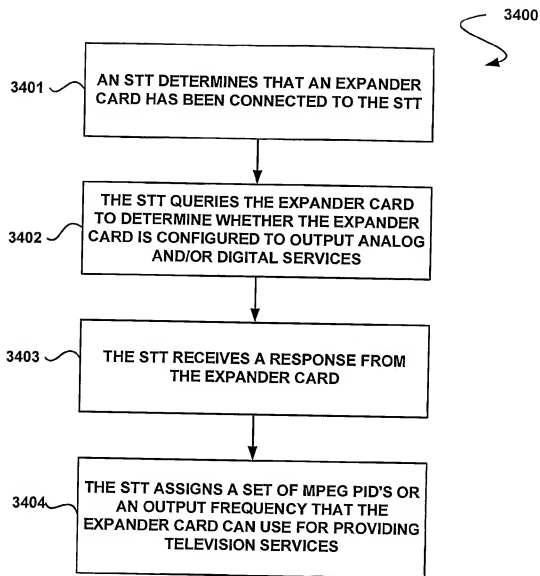 3400
3401
AN STT DETERMINES THAT AN EXPANDER
CARD HAS BEEN CONNECTED TO THE STT
3402
THE STT QUERIES THE EXPANDER CARD
TO DETERMINE WHETHER THE EXPANDER
CARD IS CONFIGURED TO OUTPUT ANALOG
AND/OR DIGITAL SERVICES
3403
THE STT RECEIVES A RESPONSE FROM
THE EXPANDER CARD
3404
THE STT ASSIGNS A SET OF MPEG PID'S OR
AN OUTPUT FREQUENCY THAT THE
EXPANDER CARD CAN USE FOR PROVIDING
TELEVISION SERVICES